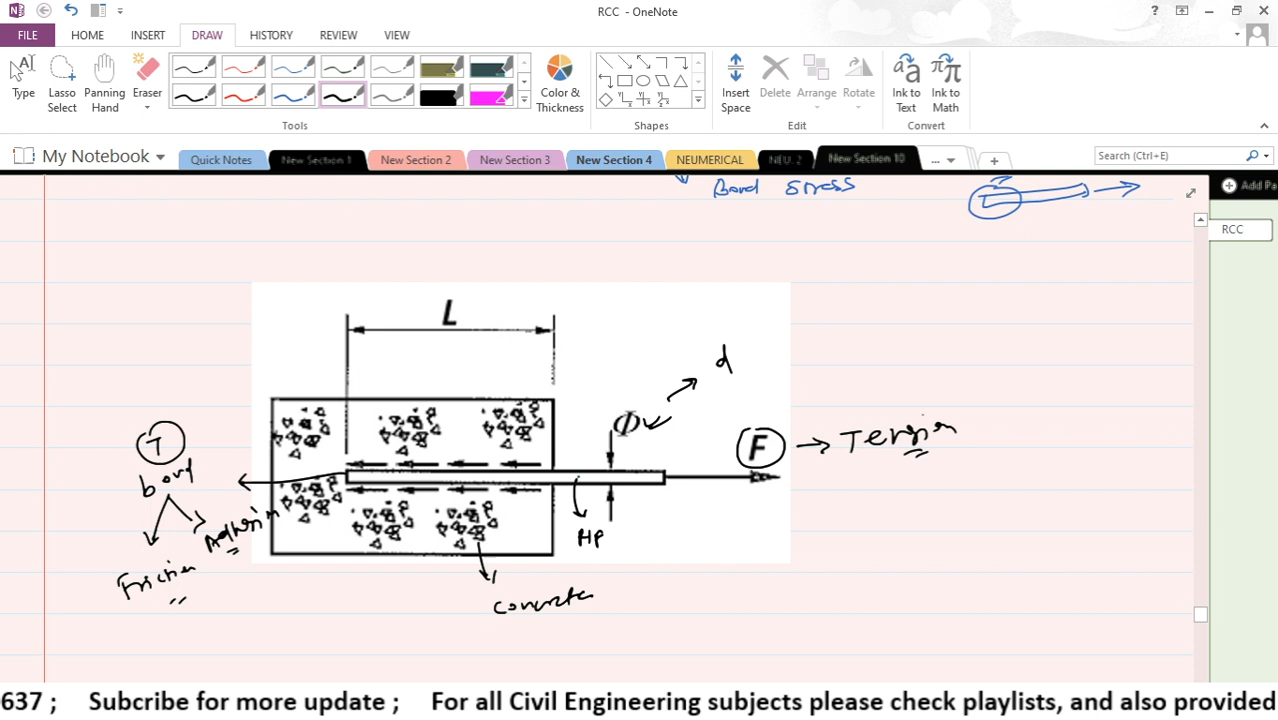 RCC - OneNote
FILE HOME INSERT DRAW HISTORY REVIEW VIEW
Type
Lasso Select
Panning Hand
Eraser
Color & Thickness
Insert Space
Delete Arrange Rotate
Ink to Text
Ink to Math
Tools Shapes Edit Convert
My Notebook Quick Notes New Section 1 New Section 2 New Section 3 New Section 4 NEUMERICAL NEU. 2 New Section 10 ... Search (Ctrl+E)
Add Pa
RCC
Bond stress
L
d
Φ
T
F
Tension
bond
Adhesion
Friction
Concrete
637 ; Subcribe for more update ; For all Civil Engineering subjects please check playlists, and also provided